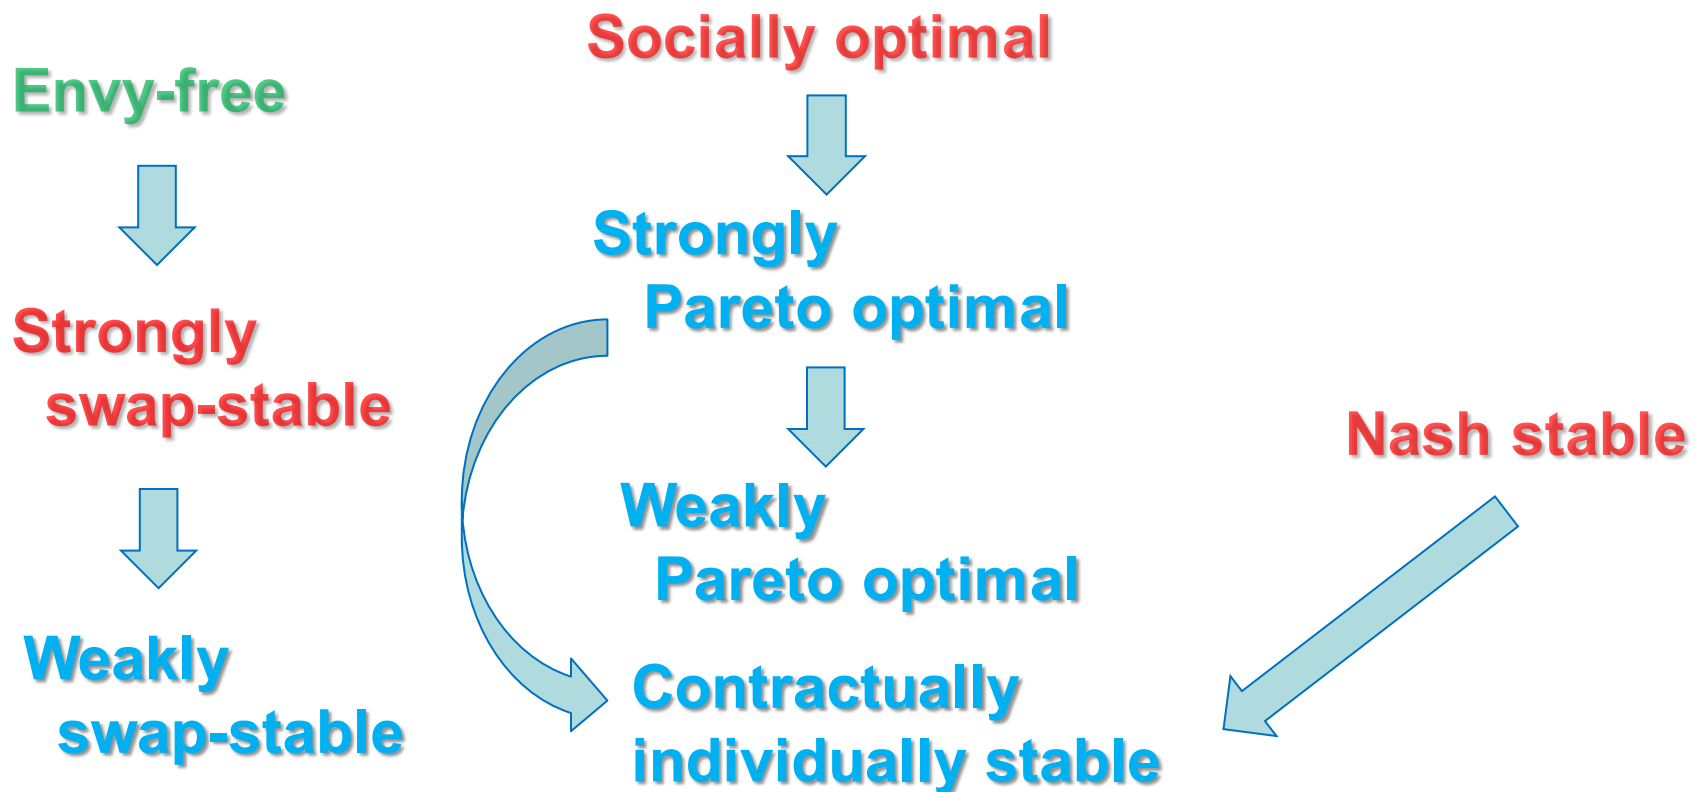 Socially optimal
Envy-free
Strongly
Pareto optimal
Strongly
swap-stable
Nash stable
Weakly
Pareto optimal
Weakly
swap-stable
Contractually
individually stable